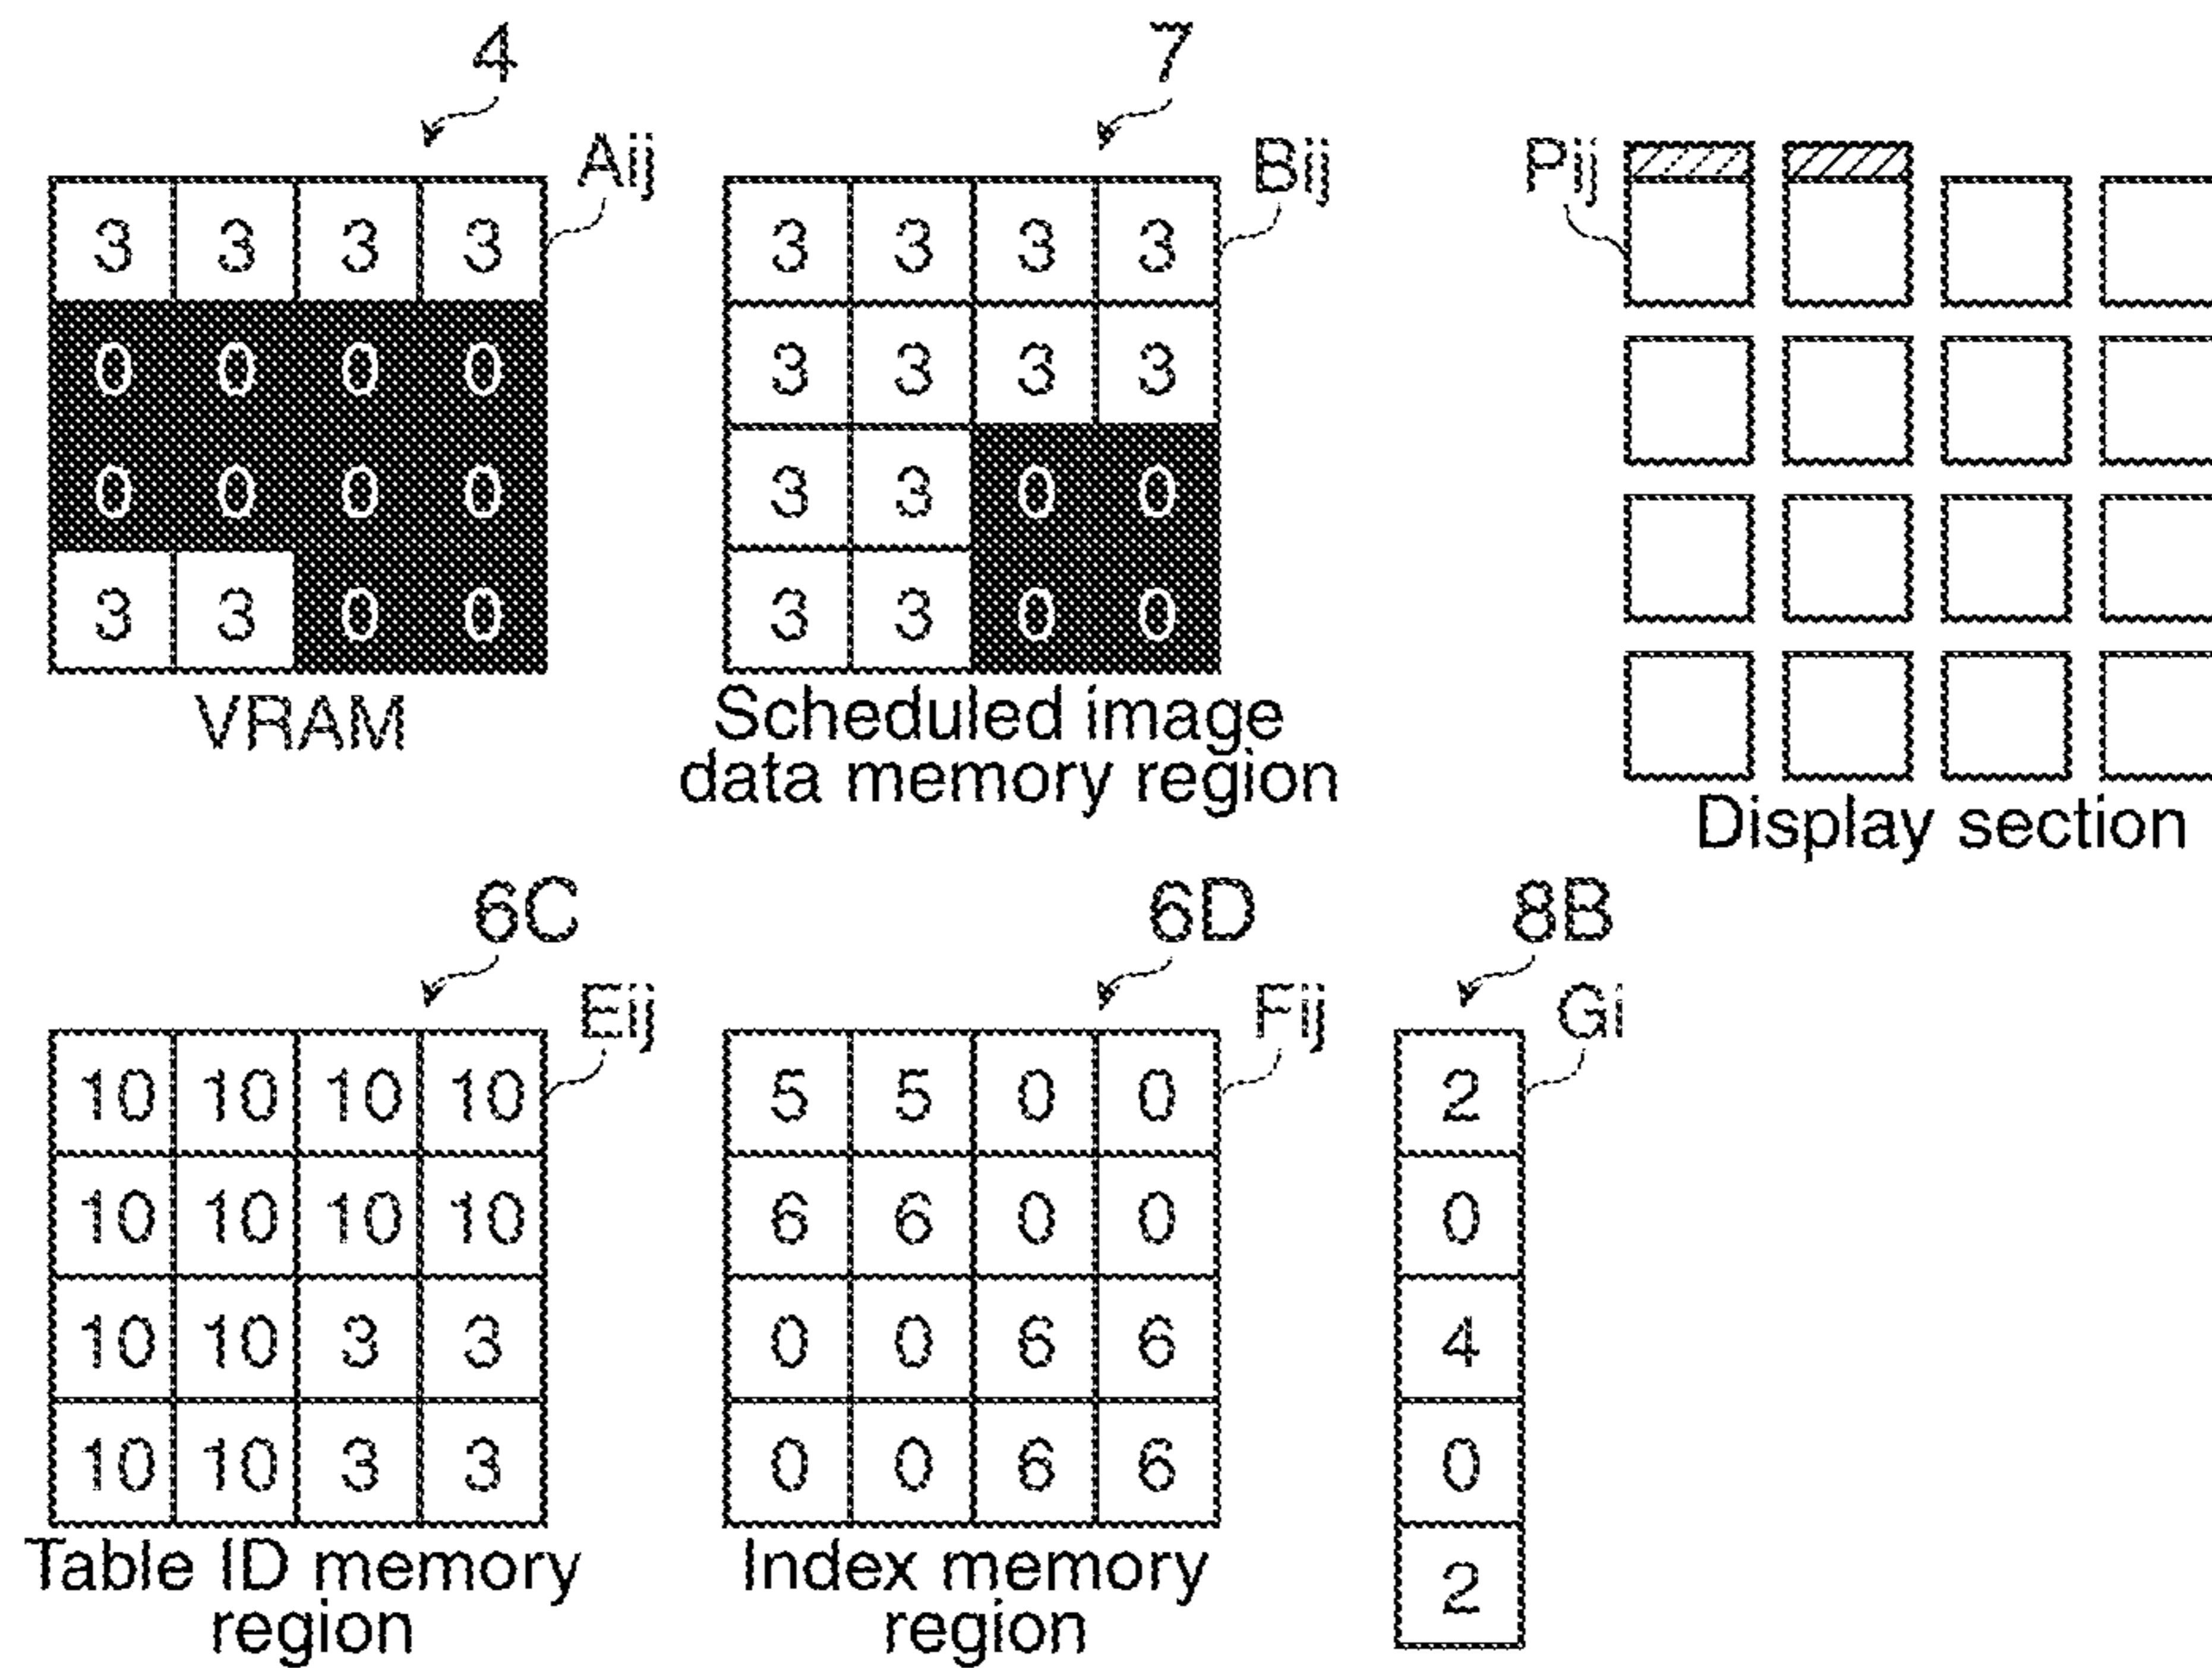 4
7
Aij
Bij
Pij
3 3 3 3
0 0 0 0
0 0 0 0
3 3 0 0
VRAM
3 3 3 3
3 3 3 3
3 3 0 0
3 3 0 0
Scheduled image
data memory region
Display section
6C
6D
8B
Eij
Fij
Gi
10 10 10 10
10 10 10 10
10 10 3 3
10 10 3 3
Table ID memory
region
5 5 0 0
6 6 0 0
0 0 6 6
0 0 6 6
Index memory
region
2
0
4
0
2